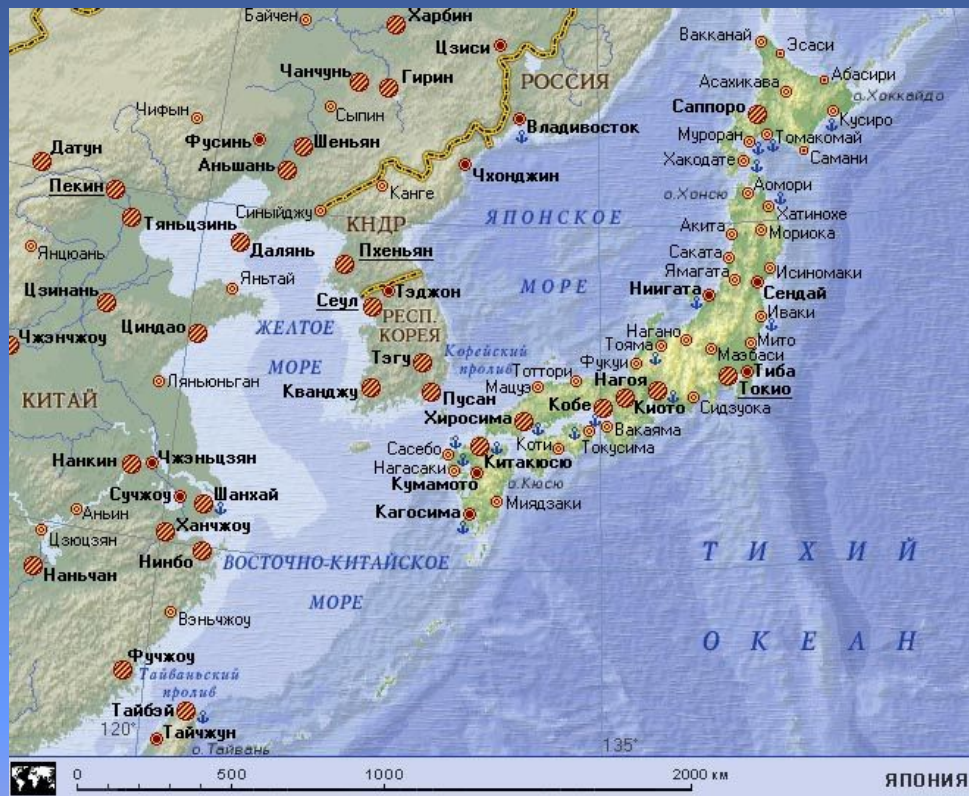 Байчен
Харбин
Цзиси
Вакканай
Эсаси
Чанчунь
Гирин
РОССИЯ
Асахикава
Абасири
о.Хоккайдо
Чифын
Сыпин
Саппоро
Кусиро
Владивосток
Фусинь
Шеньян
Муроран
Томакомай
Датун
Аньшань
Чхонджин
Хакодате
Самани
Пекин
Канге
о.Хонсю
Аомори
Синыйджу
КНДР
ЯПОНСКОЕ
Хатинохе
Тяньцзинь
Акита
Мориока
Янцюань
Далянь
Пхеньян
Саката
Яньтай
МОРЕ
Ямагата
Исиномаки
Цзинань
Сеул
Тэджон
Ниигата
Сендай
РЕСП.
КОРЕЯ
Иваки
Чжэнчжоу
Циндао
ЖЕЛТОЕ
МОРЕ
Нагано
Тояма
Мито
Маэбаси
Тэгу
Корейский
пролив
Фукуи
Ляньюньган
Тоттори
Мацуэ
Нагоя
Тиба
Токио
КИТАЙ
Кванджу
Пусан
Кобе
Киото
Сидзуока
Хиросима
Вакаяма
Сасебо
Коти
Токусима
Нанкин
Чжэньцзян
Нагасаки
Китакюсю
Кумамото
о.Кюсю
Сучжоу
Шанхай
Миядзаки
Аньин
Кагосима
Цзюцзян
Ханчжоу
Нинбо
Наньчан
ВОСТОЧНО-КИТАЙСКОЕ
МОРЕ
ТИХИЙ
ОКЕАН
Вэньчжоу
Фучжоу
Тайваньский
пролив
Тайбэй
120°
Тайчжун
о.Тайвань
135°
0 500 1000 2000 км
ЯПОНИЯ